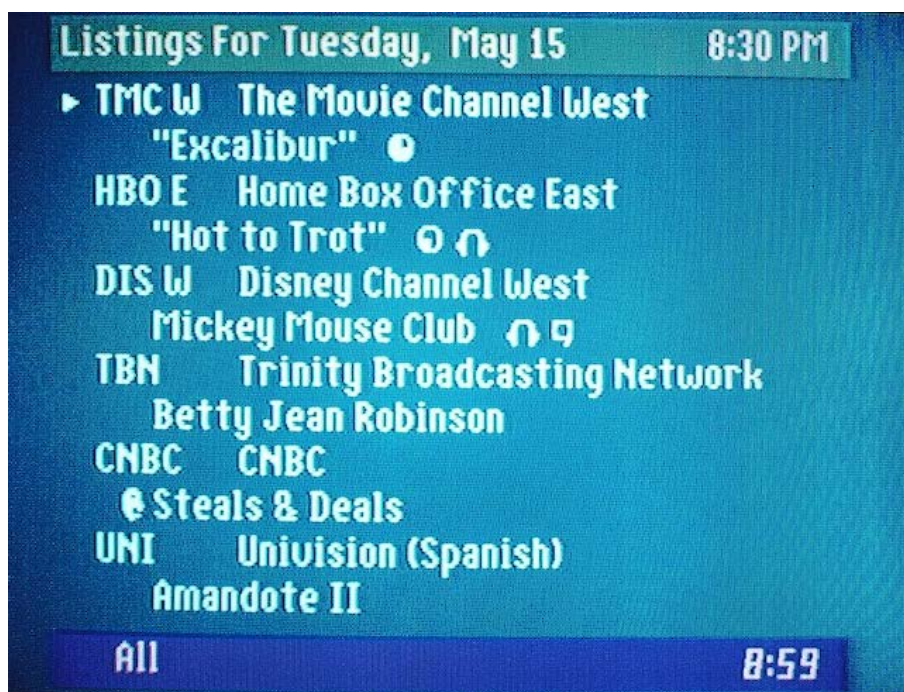 Listings For Tuesday, May 15 8:30 PM
TMC W The Movie Channel West
"Excalibur"
HBO E Home Box Office East
"Hot to Trot"
DIS W Disney Channel West
Mickey Mouse Club
TBN Trinity Broadcasting Network
Betty Jean Robinson
CNBC CNBC
Steals & Deals
UNI Univision (Spanish)
Amandote II
All 8:59